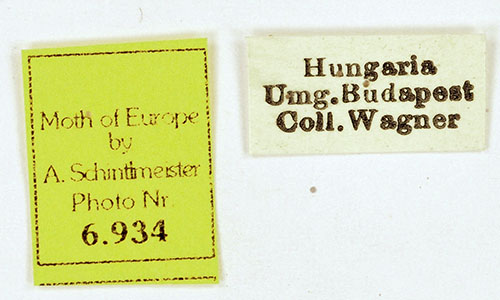 Moth of Europe
by
A. Schintlmeister
Photo Nr.
6.934
Hungaria
Umg. Budapest
Coll. Wagner